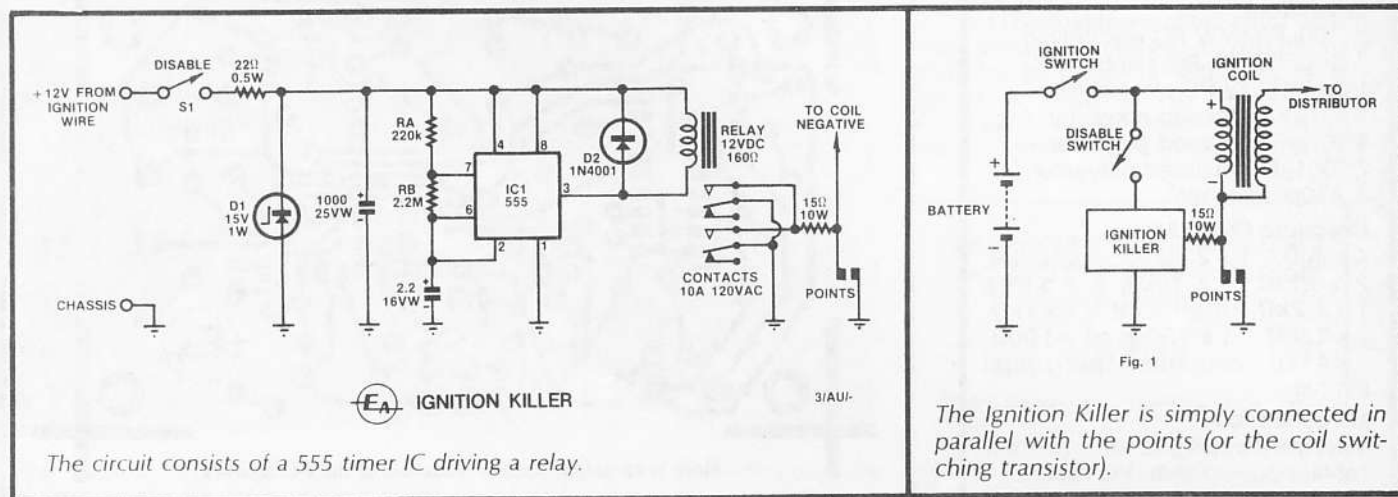 DISABLE
22Ω
0.5W
+12V FROM
IGNITION
WIRE
S1
RA
220k
RB
2.2M
4
8
7
6
2
1
3
IC1
555
D1
15V
1W
1000
25VW
+
-
2.2
16VW
+
-
D2
1N4001
RELAY
12VDC
160Ω
TO COIL
NEGATIVE
15Ω
10W
CONTACTS
10A 120VAC
POINTS
CHASSIS
EA IGNITION KILLER
3/AU/-
The circuit consists of a 555 timer IC driving a relay.
IGNITION
SWITCH
IGNITION
COIL
TO
DISTRIBUTOR
DISABLE
SWITCH
+
-
+
BATTERY
-
IGNITION
KILLER
15Ω
10W
POINTS
Fig. 1
The Ignition Killer is simply connected in
parallel with the points (or the coil swit-
ching transistor).